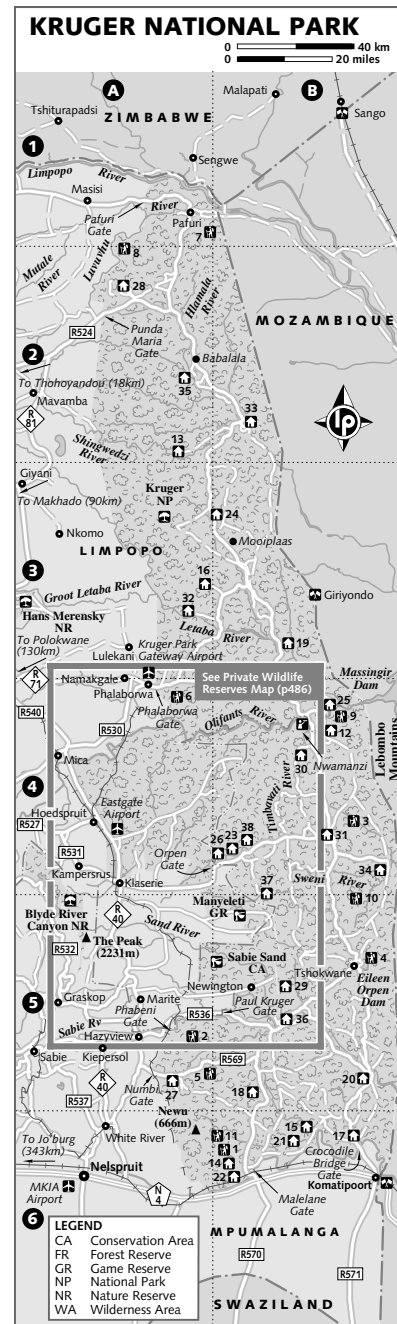 KRUGER NATIONAL PARK
0 40 km
0 20 miles
A
B
Malapati
Tshiturapadsi
ZIMBABWE
Sango
1
Sengwe
Limpopo River
Masisi
River
Pafuri Gate
Pafuri
7
Luvuvhu
8
Mutale River
28
Hlamala River
MOZAMBIQUE
R524
Punda Maria Gate
2
Babalala
To Thohoyandou (18km)
35
Mavamba
33
R 81
lp
13
Shingwedzi River
Giyani
Kruger NP
To Makhado (90km)
24
Nkomo
Mooiplaas
LIMPOPO
3
16
Groot Letaba River
Giriyondo
32
Hans Merensky NR
Letaba River
19
To Polokwane (130km)
Kruger Park Gateway Airport
Lulekani
R 71
Namakgale
See Private Wildlife Reserves Map (p486)
Massingir Dam
Phalaborwa
6
25
R540
Phalaborwa Gate
9
R530
Olifants River
12
Lebombo Mountains
Nwamanzi
Mica
30
4
Eastgate Airport
Timbavati River
Hoedspruit
3
R527
38
26 23
31
R531
Orpen Gate
34
Kampersrus
Klaserie
37
Sweni River
10
Manyeleti GR
Blyde River Canyon NR
R 40
Sand River
The Peak (2231m)
R532
Sabie Sand CA
4
Tshokwane
Newington
29
Eileen Orpen Dam
5
Graskop
Marite
Paul Kruger Gate
Phabeni Gate
R536
36
Sabie Rv
Hazyview
2
R569
Sabie
Kiepersol
5
20
R 40
Numbi Gate
27
18
R537
Newu (666m)
15
17
White River
11
21
To Jo'burg (343km)
1
Crocodile Bridge Gate
14
Nelspruit
22
Komatipoort
MKIA Airport
N 4
Malelane Gate
6
LEGEND
CA Conservation Area
FR Forest Reserve
GR Game Reserve
NP National Park
NR Nature Reserve
WA Wilderness Area
MPUMALANGA
R570
R571
SWAZILAND